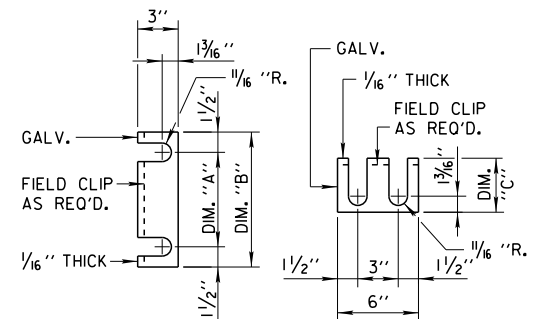 3"
1 3/16"
11/16 "R.
1 1/2"
GALV.
FIELD CLIP
AS REQ'D.
1/16" THICK
DIM. "A"
DIM. "B"
1 1/2"
GALV.
1/16" THICK
FIELD CLIP
AS REQ'D.
1 3/16"
DIM.
"C"
11/16 "R.
1 1/2"
3"
1 1/2"
6"